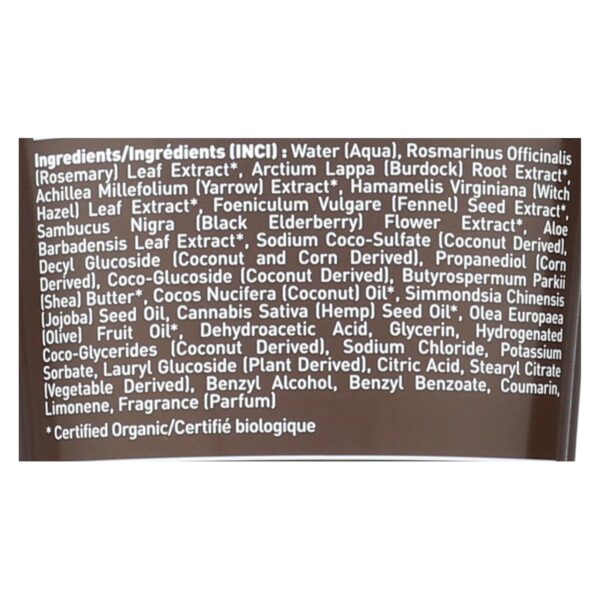 Ingredients/Ingrédients (INCI) : Water (Aqua), Rosmarinus Officinalis
(Rosemary) Leaf Extract*, Arctium Lappa (Burdock) Root Extract*,
Achillea Millefolium (Yarrow) Extract*, Hamamelis Virginiana (Witch
Hazel) Leaf Extract*, Foeniculum Vulgare (Fennel) Seed Extract*,
Sambucus Nigra (Black Elderberry) Flower Extract*, Aloe
Barbadensis Leaf Extract*, Sodium Coco-Sulfate (Coconut Derived),
Decyl Glucoside (Coconut and Corn Derived), Propanediol (Corn
Derived), Coco-Glucoside (Coconut Derived), Butyrospermum Parkii
(Shea) Butter*, Cocos Nucifera (Coconut) Oil*, Simmondsia Chinensis
(Jojoba) Seed Oil, Cannabis Sativa (Hemp) Seed Oil*, Olea Europaea
(Olive) Fruit Oil*, Dehydroacetic Acid, Glycerin, Hydrogenated
Coco-Glycerides (Coconut Derived), Sodium Chloride, Potassium
Sorbate, Lauryl Glucoside (Plant Derived), Citric Acid, Stearyl Citrate
(Vegetable Derived), Benzyl Alcohol, Benzyl Benzoate, Coumarin,
Limonene, Fragrance (Parfum)
*Certified Organic/Certifié biologique